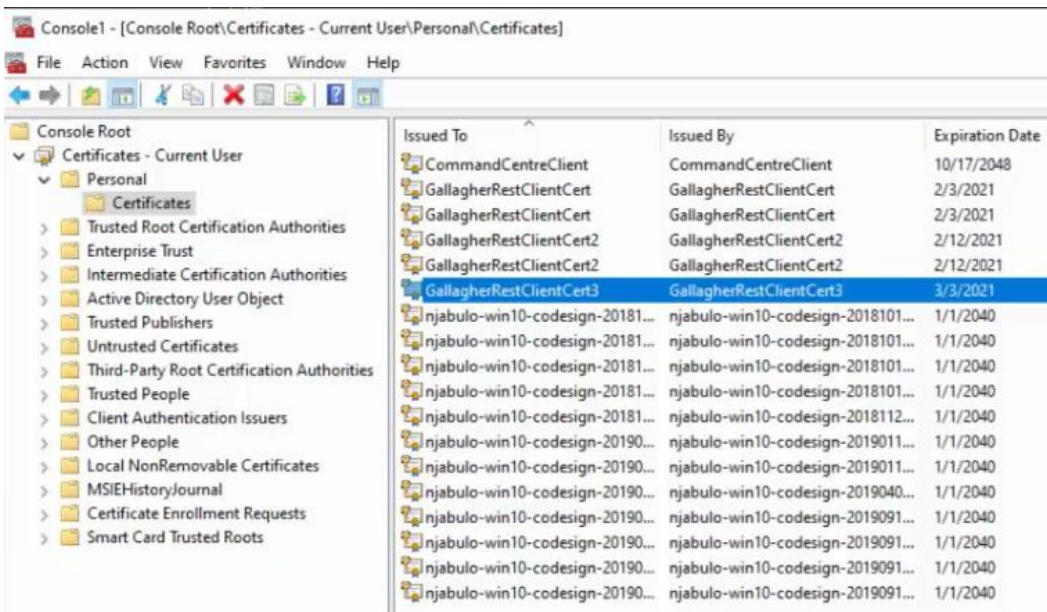 Console1 - [Console Root\Certificates - Current User\Personal\Certificates]
File Action View Favorites Window Help
Console Root
Certificates - Current User
Personal
Certificates
Trusted Root Certification Authorities
Enterprise Trust
Intermediate Certification Authorities
Active Directory User Object
Trusted Publishers
Untrusted Certificates
Third-Party Root Certification Authorities
Trusted People
Client Authentication Issuers
Other People
Local NonRemovable Certificates
MSIEHistoryJournal
Certificate Enrollment Requests
Smart Card Trusted Roots
Issued To Issued By Expiration Date
CommandCentreClient CommandCentreClient 10/17/2048
GallagherRestClientCert GallagherRestClientCert 2/3/2021
GallagherRestClientCert GallagherRestClientCert 2/3/2021
GallagherRestClientCert2 GallagherRestClientCert2 2/12/2021
GallagherRestClientCert2 GallagherRestClientCert2 2/12/2021
GallagherRestClientCert3 GallagherRestClientCert3 3/3/2021
njabulo-win10-codesign-20181... njabulo-win10-codesign-2018101... 1/1/2040
njabulo-win10-codesign-20181... njabulo-win10-codesign-2018101... 1/1/2040
njabulo-win10-codesign-20181... njabulo-win10-codesign-2018101... 1/1/2040
njabulo-win10-codesign-20181... njabulo-win10-codesign-2018101... 1/1/2040
njabulo-win10-codesign-20181... njabulo-win10-codesign-2018112... 1/1/2040
njabulo-win10-codesign-20190... njabulo-win10-codesign-2019011... 1/1/2040
njabulo-win10-codesign-20190... njabulo-win10-codesign-2019011... 1/1/2040
njabulo-win10-codesign-20190... njabulo-win10-codesign-2019040... 1/1/2040
njabulo-win10-codesign-20190... njabulo-win10-codesign-2019091... 1/1/2040
njabulo-win10-codesign-20190... njabulo-win10-codesign-2019091... 1/1/2040
njabulo-win10-codesign-20190... njabulo-win10-codesign-2019091... 1/1/2040
njabulo-win10-codesign-20190... njabulo-win10-codesign-2019091... 1/1/2040